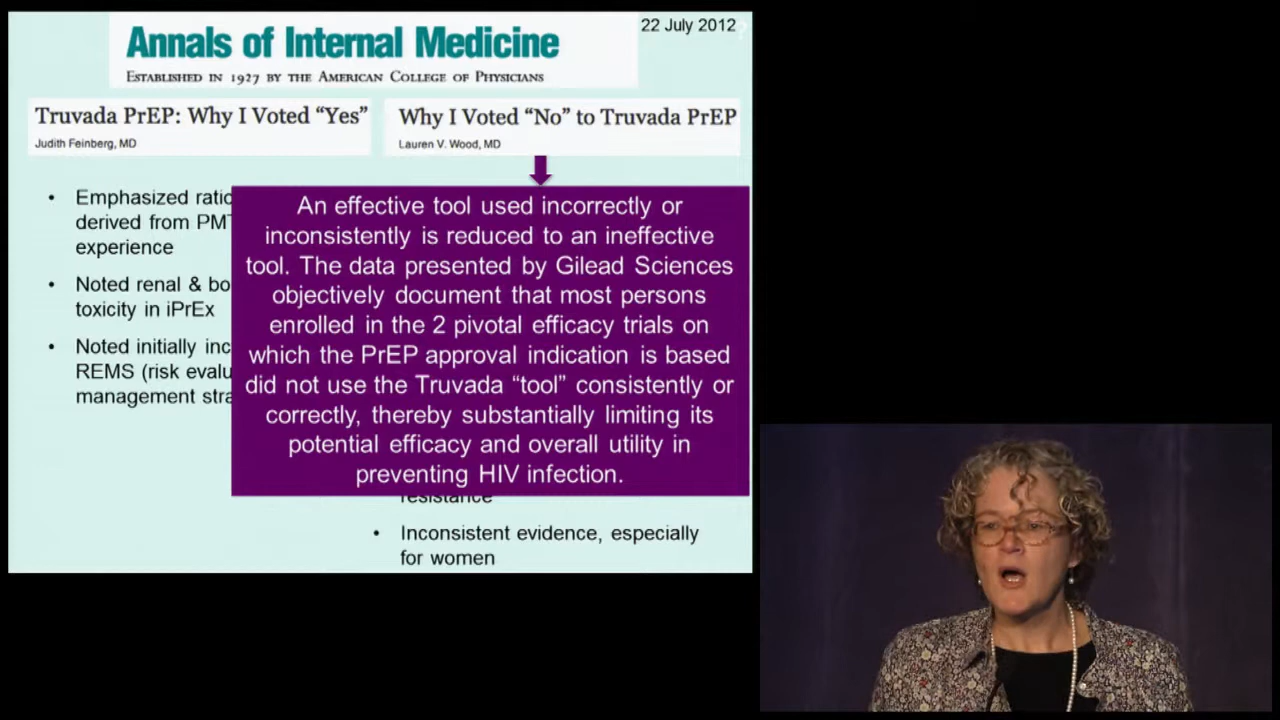 22 July 2012
Annals of Internal Medicine
ESTABLISHED IN 1927 BY THE AMERICAN COLLEGE OF PHYSICIANS
Truvada PrEP: Why I Voted “Yes”
Judith Feinberg, MD
Why I Voted “No” to Truvada PrEP
Lauren V. Wood, MD
• Emphasized
derived from
experience
• Noted renal &
toxicity in iPrEx
• Noted initially
REMS (risk
management
An effective tool used incorrectly or
inconsistently is reduced to an ineffective
tool. The data presented by Gilead Sciences
objectively document that most persons
enrolled in the 2 pivotal efficacy trials on
which the PrEP approval indication is based
did not use the Truvada “tool” consistently or
correctly, thereby substantially limiting its
potential efficacy and overall utility in
preventing HIV infection.
resistance
• Inconsistent evidence, especially
for women